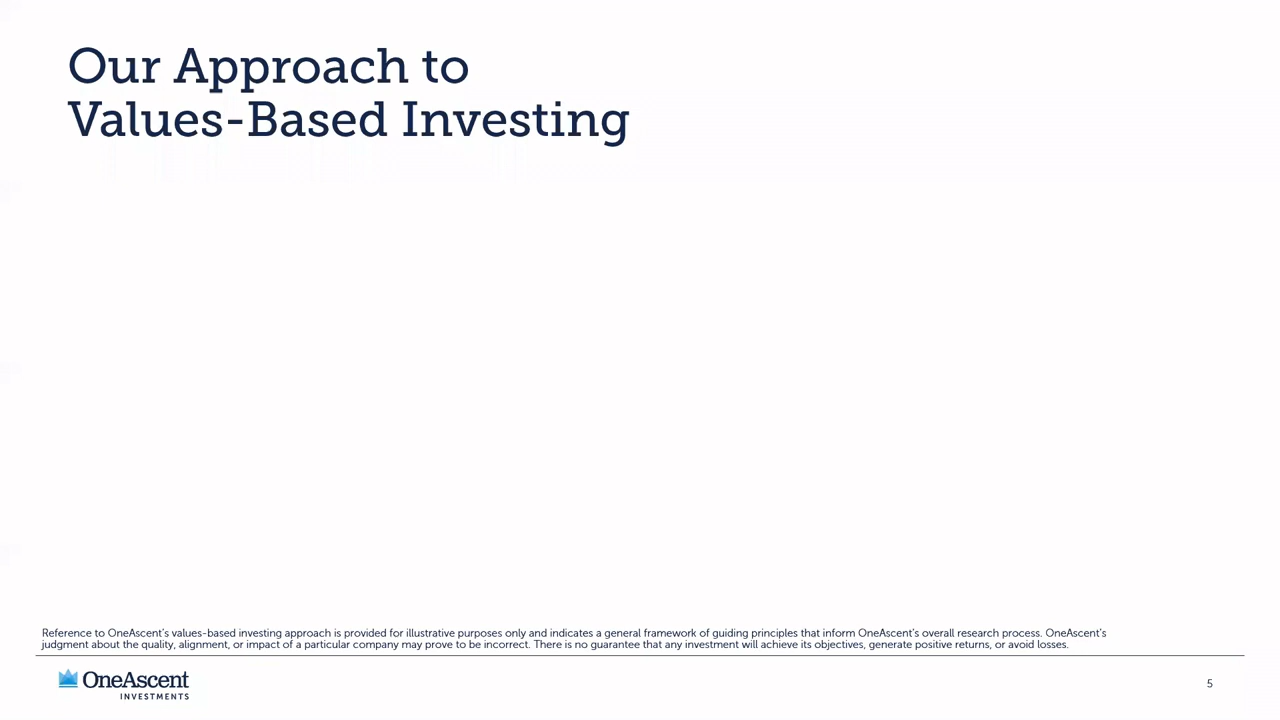 Our Approach to
Values-Based Investing
Reference to OneAscent's values-based investing approach is provided for illustrative purposes only and indicates a general framework of guiding principles that inform OneAscent's overall research process. OneAscent's
judgment about the quality, alignment, or impact of a particular company may prove to be incorrect. There is no guarantee that any investment will achieve its objectives, generate positive returns, or avoid losses.
OneAscent
INVESTMENTS
5